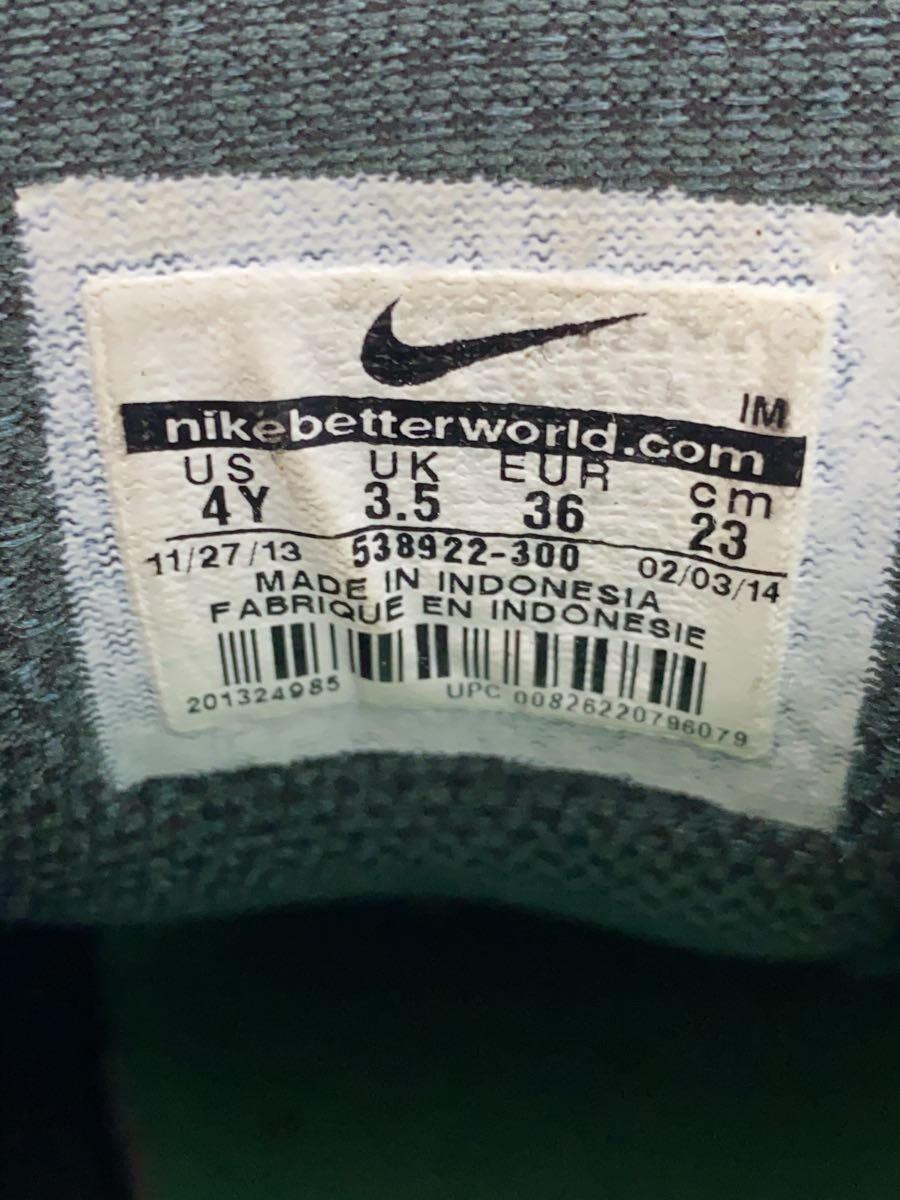 IM
nikebetterworld.com
US UK EUR cm
4Y 3.5 36 23
11/27/13 538922-300 02/03/14
MADE IN INDONESIA
FABRIQUE EN INDONESIE
201324985 UPC 00826220796079